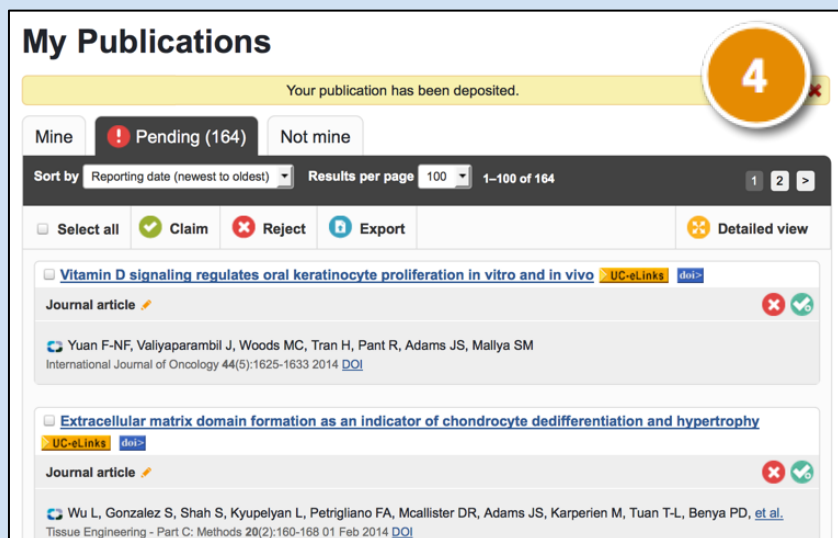 My Publications
4
Your publication has been deposited.
Mine
Pending (164)
Not mine
Sort by Reporting date (newest to oldest) Results per page 100 1–100 of 164 1 2 >
Select all Claim Reject Export Detailed view
Vitamin D signaling regulates oral keratinocyte proliferation in vitro and in vivo UC-eLinks doi>
Journal article
Yuan F-NF, Valiyaparambil J, Woods MC, Tran H, Pant R, Adams JS, Mallya SM
International Journal of Oncology 44(5):1625-1633 2014 DOI
Extracellular matrix domain formation as an indicator of chondrocyte dedifferentiation and hypertrophy
UC-eLinks doi>
Journal article
Wu L, Gonzalez S, Shah S, Kyupelyan L, Petrigliano FA, Mcallister DR, Adams JS, Karperien M, Tuan T-L, Benya PD, et al.
Tissue Engineering - Part C: Methods 20(2):160-168 01 Feb 2014 DOI